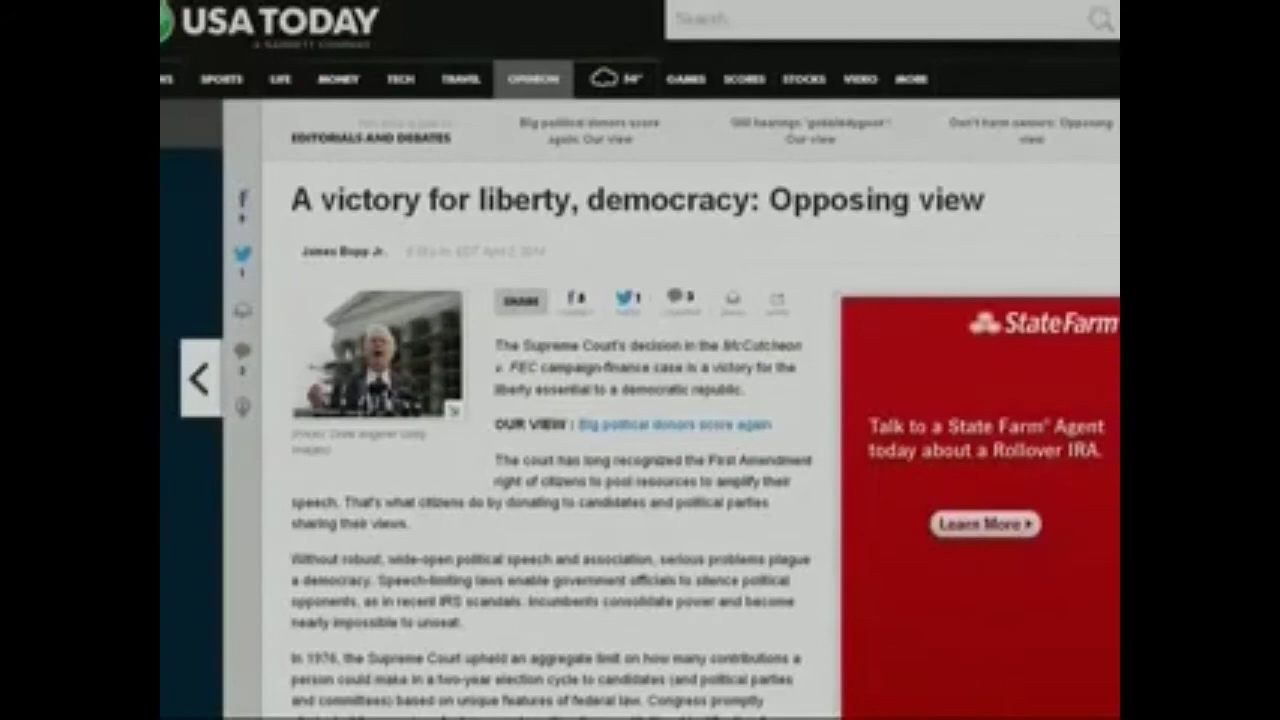 USA TODAY
A GANNETT COMPANY
Search
SPORTS LIFE MONEY TECH TRAVEL OPINION GAMES SCORES STOCKS VIDEO MORE
EDITORIALS AND DEBATES
Big political donors score
again: Our view
Don't harm seniors: Opposing
view
A victory for liberty, democracy: Opposing view
James Bopp Jr.
SHARE
The Supreme Court's decision in the McCutcheon
v. FEC campaign-finance case is a victory for the
liberty essential to a democratic republic.
OUR VIEW : Big political donors score again
The court has long recognized the First Amendment
right of citizens to pool resources to amplify their
speech. That's what citizens do by donating to candidates and political parties
sharing their views.
Without robust, wide-open political speech and association, serious problems plague
a democracy. Speech-limiting laws enable government officials to silence political
opponents, as in recent IRS scandals. Incumbents consolidate power and become
nearly impossible to unseat.
In 1976, the Supreme Court upheld an aggregate limit on how many contributions a
person could make in a two-year election cycle to candidates (and political parties
and committees) based on unique features of federal law. Congress promptly
State Farm
Talk to a State Farm® Agent
today about a Rollover IRA.
Learn More